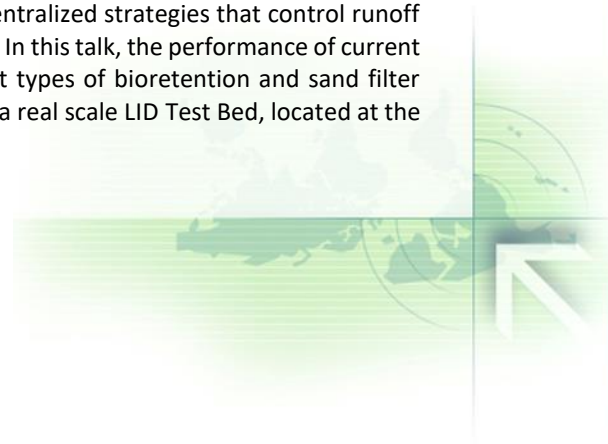 entralized strategies that control runoff
In this talk, the performance of current
t types of bioretention and sand filter
a real scale LID Test Bed, located at the